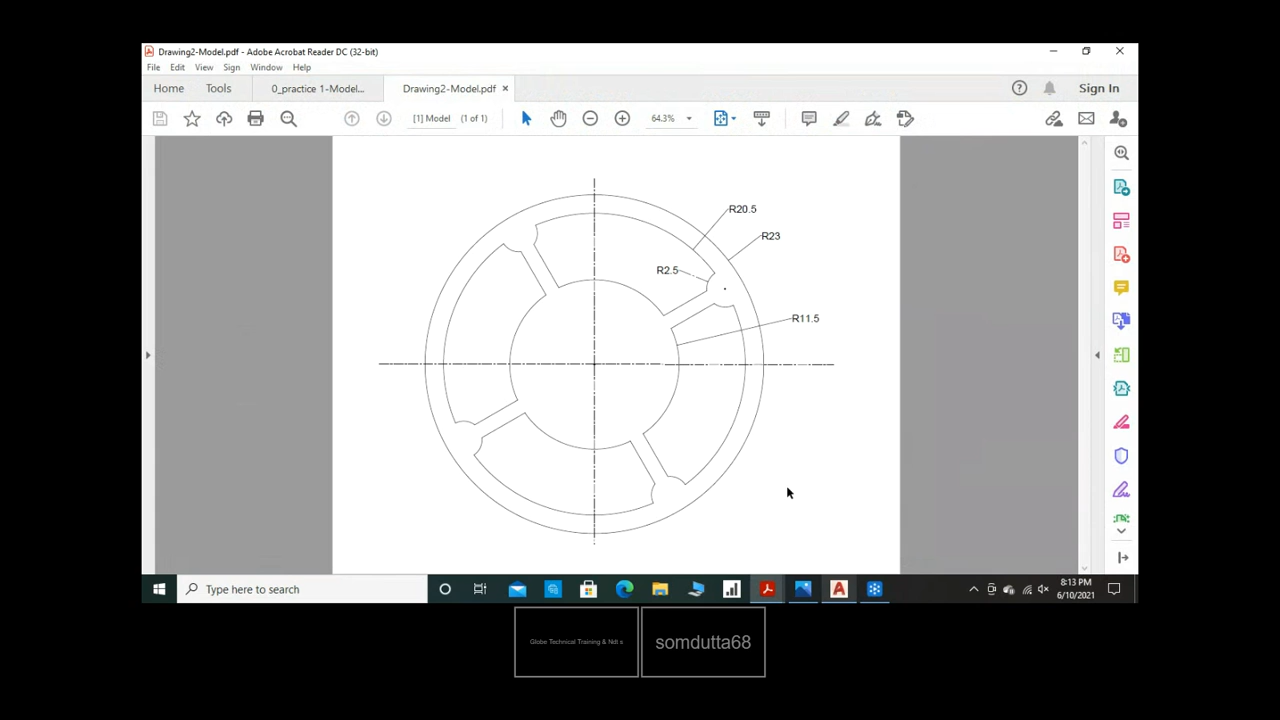 Drawing2-Model.pdf - Adobe Acrobat Reader DC (32-bit)
File Edit View Sign Window Help
Home Tools 0_practice 1-Model... Drawing2-Model.pdf × Sign In
[1] Model (1 of 1) 64.3%
R20.5
R23
R2.5
R11.5
Type here to search
8:13 PM
6/10/2021
Globe Technical Training & Ndt s
somdutta68